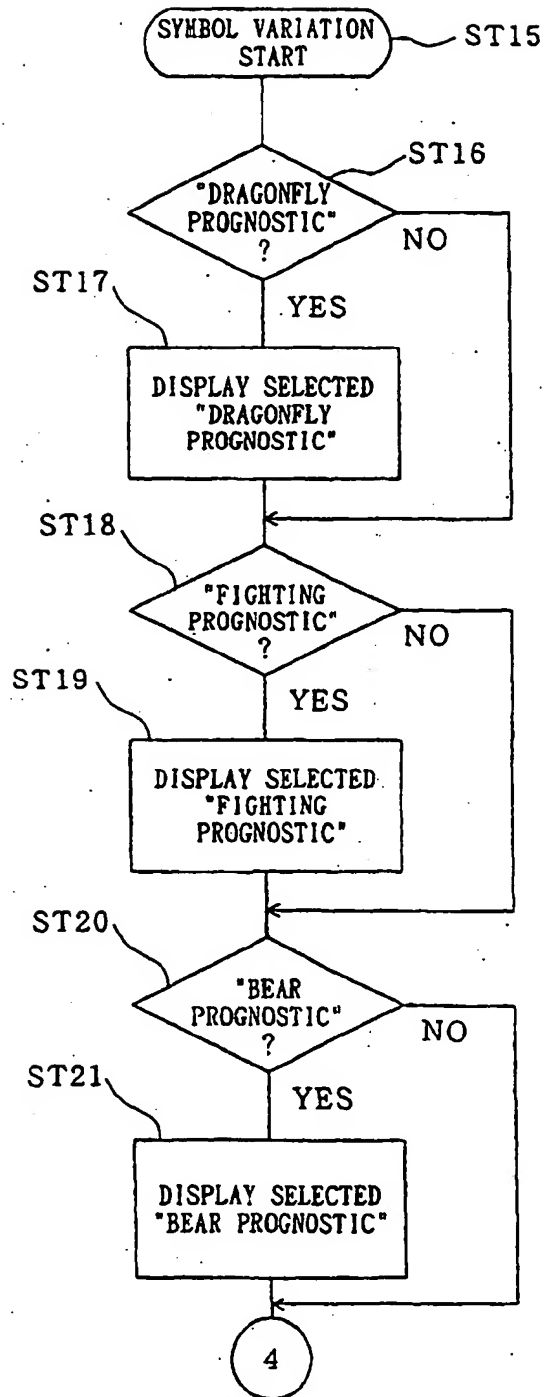 SYMBOL VARIATION
START
ST15
ST16
"DRAGONFLY
PROGNOSTIC"
?
NO
ST17
YES
DISPLAY SELECTED
"DRAGONFLY
PROGNOSTIC"
ST18
"FIGHTING
PROGNOSTIC"
?
NO
ST19
YES
DISPLAY SELECTED
"FIGHTING
PROGNOSTIC"
ST20
"BEAR
PROGNOSTIC"
?
NO
ST21
YES
DISPLAY SELECTED
"BEAR PROGNOSTIC"
4